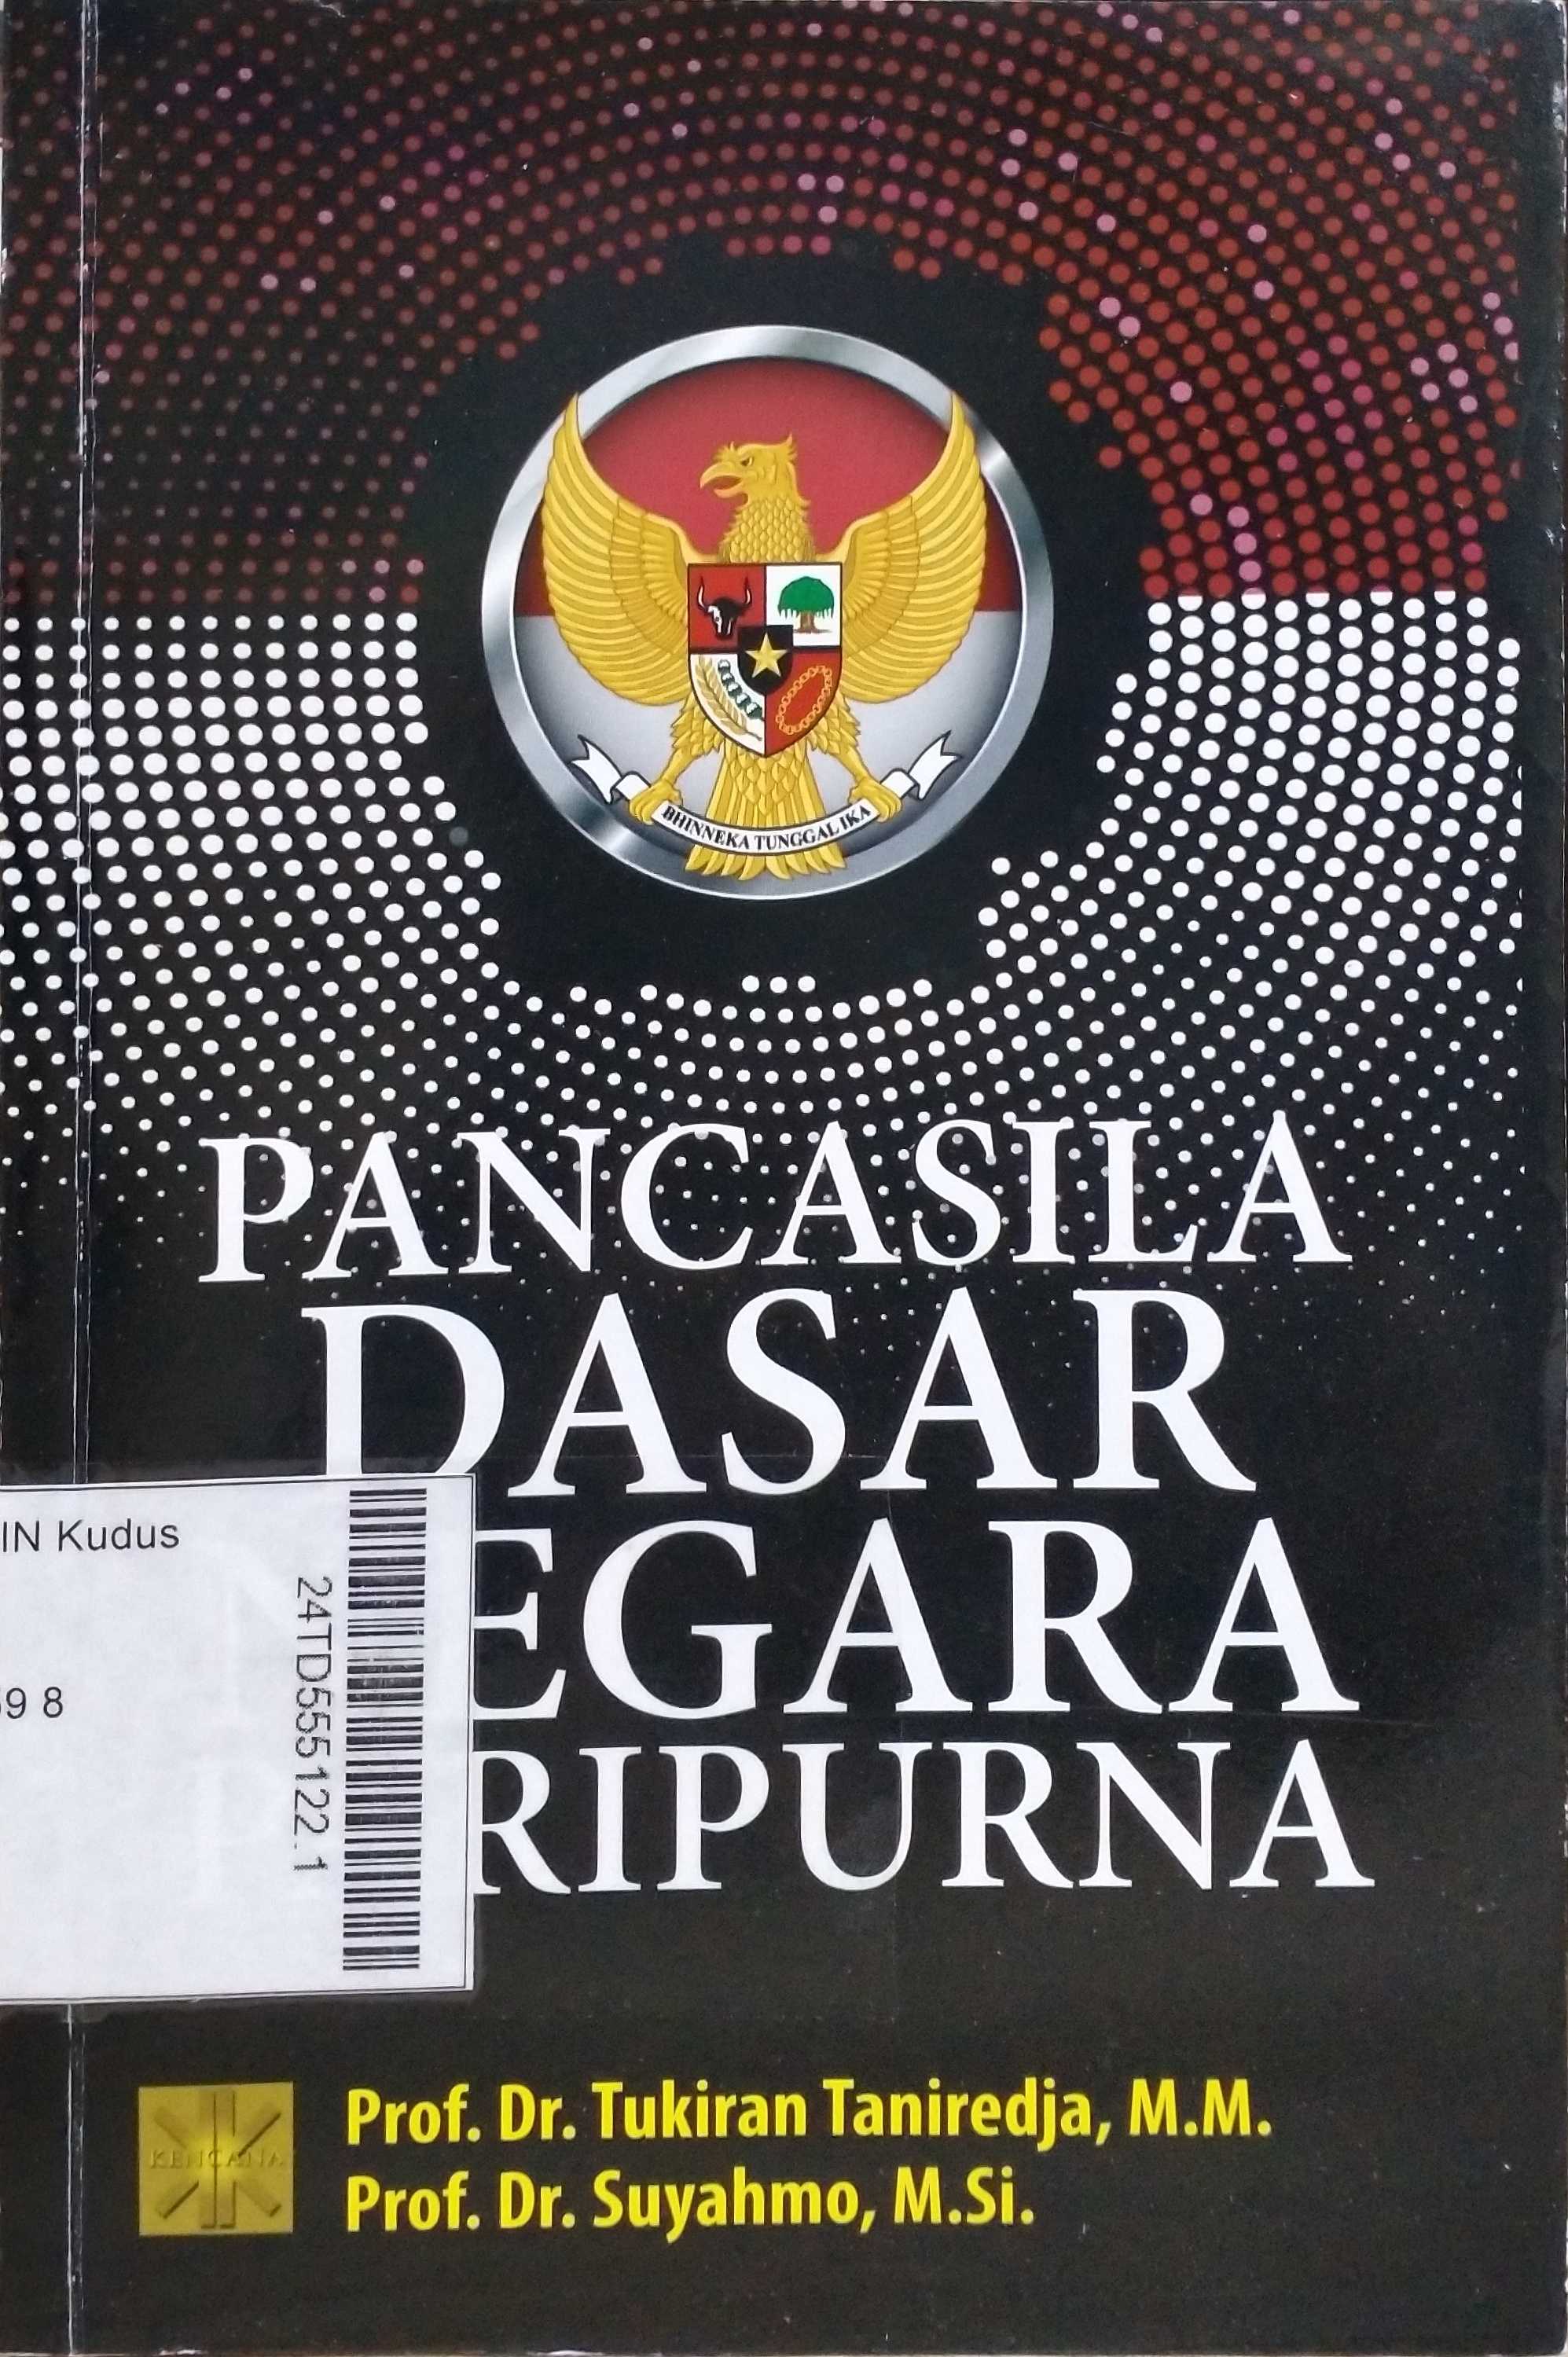 BHINNEKA TUNGGAL IKA
PANCASILA
DASAR
EGARA
RIPURNA
IN Kudus
24TD55122.1
9 8
KENCANA
Prof. Dr. Tukiran Taniredja, M.M.
Prof. Dr. Suyahmo, M.Si.